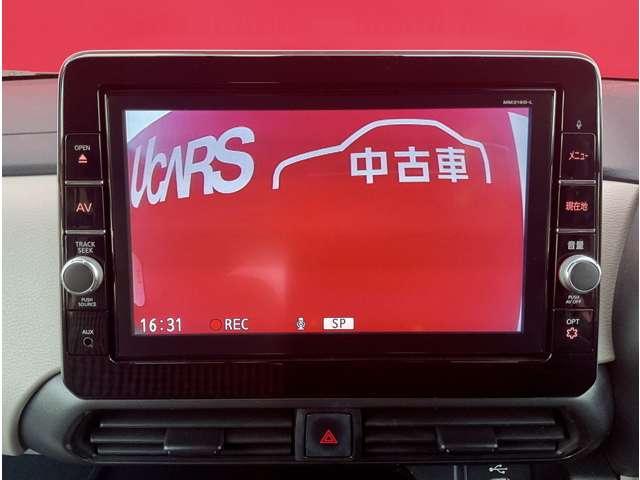 MM316D-L
OPEN
AV
TRACK
SEEK
PUSH
SOURCE
AUX
UCARS
中古車
16:31
REC
SP
メニュー
現在地
音量
PUSH
AV OFF
OPT